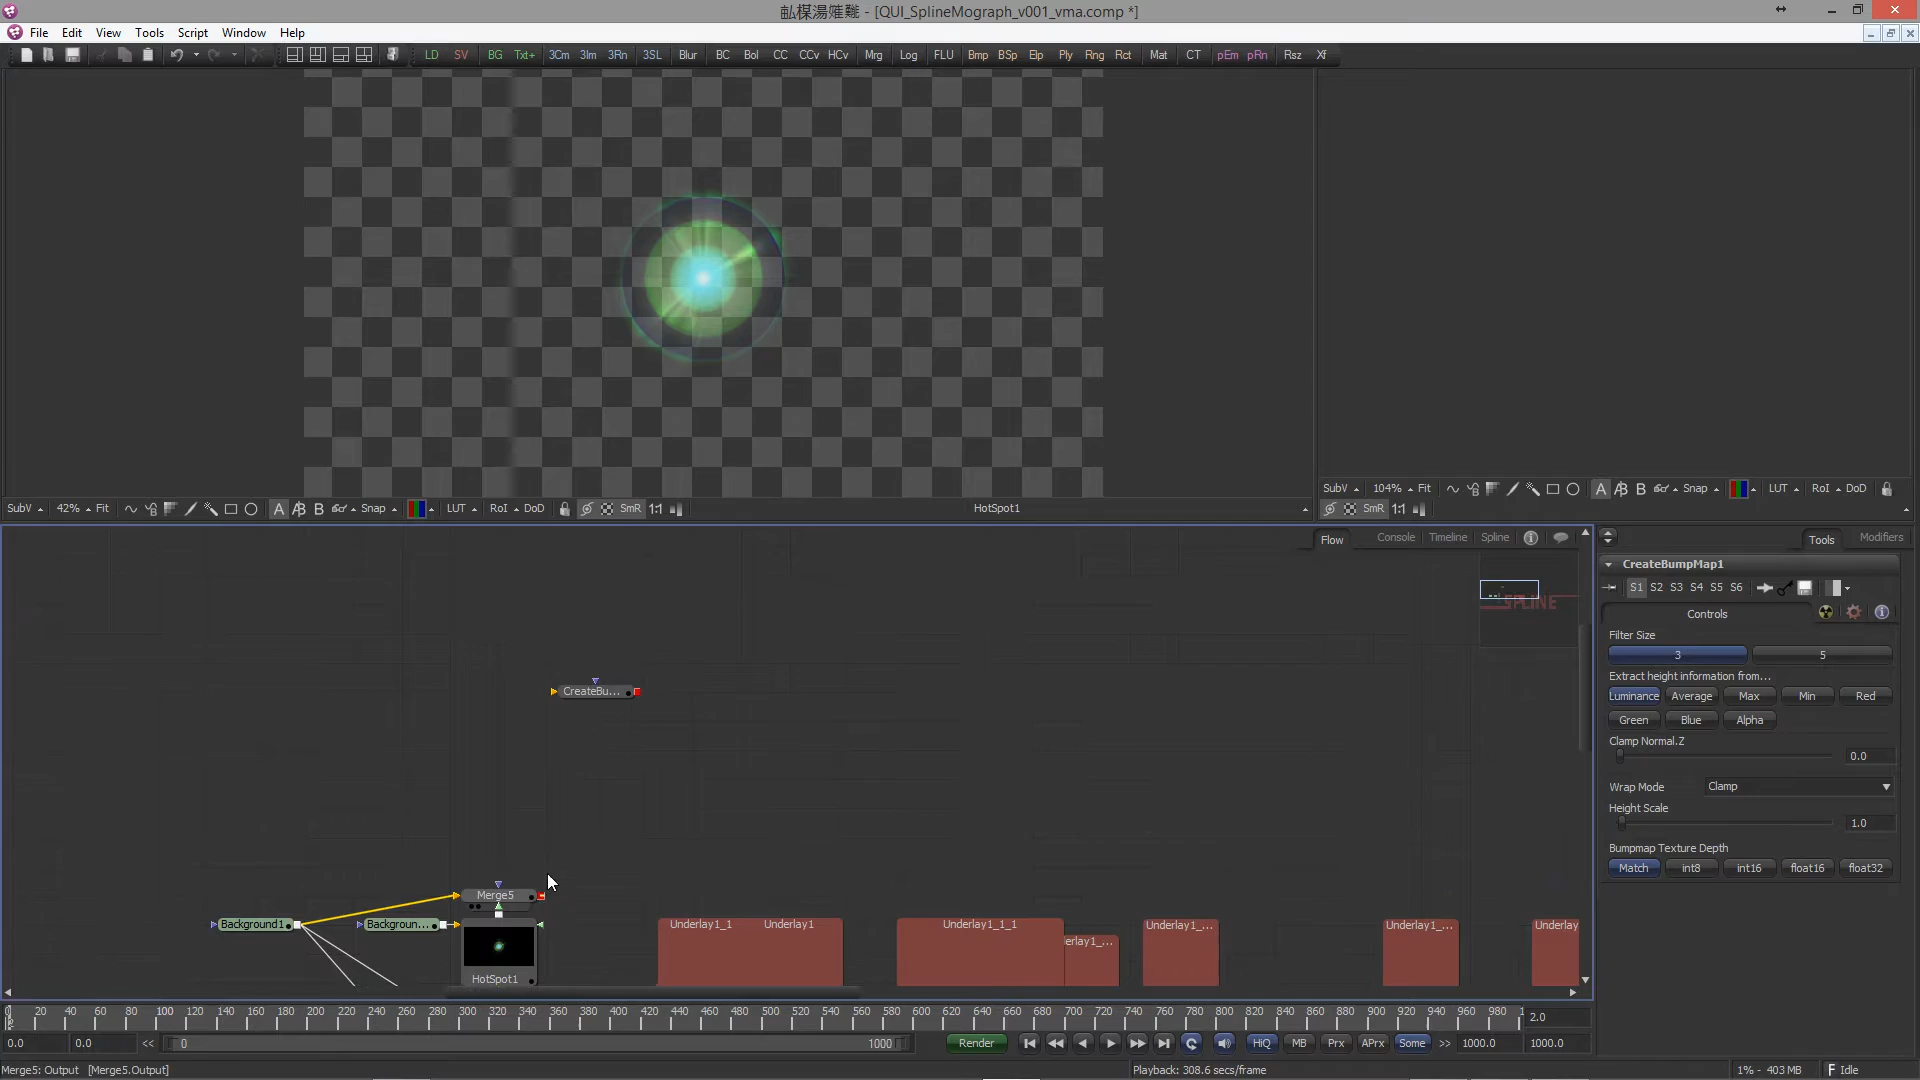 亄楳湯㷨㸅 - [QUI_SplineMograph_v001_vma.comp *]
File Edit View Tools Script Window Help
LD SV BG Txt+ 3Cm 3Im 3Rn 3SL Blur BC Bol CC CCv HCv Mrg Log FLU Bmp BSp Elp Ply Rng Rct Mat CT pEm pRn Rsz Xf
SubV 42% Fit A B Snap LUT RoI DoD SmR 1:1 HotSpot1
SubV 104% Fit A B Snap LUT RoI DoD
SmR 1:1
Flow Console Timeline Spline
Tools Modifiers
SPLINE
CreateBumpMap1
S1 S2 S3 S4 S5 S6
Controls
Filter Size
3 5
Extract height information from...
Luminance Average Max Min Red
Green Blue Alpha
Clamp Normal.Z
0.0
Wrap Mode Clamp
Height Scale
1.0
Bumpmap Texture Depth
Match int8 int16 float16 float32
CreateBu...
Merge5
Background1 Backgroun...
HotSpot1
Underlay1_1 Underlay1 Underlay1_1_1 erlay1_... Underlay1_... Underlay1_... Underlay
0 20 40 60 80 100 120 140 160 180 200 220 240 260 280 300 320 340 360 380 400 420 440 460 480 500 520 540 560 580 600 620 640 660 680 700 720 740 760 780 800 820 840 860 880 900 920 940 960 980 1
2.0
0.0 0.0 << 0 1000 Render HiQ MB Prx APrx Some >> 1000.0 1000.0
Merge5: Output [Merge5.Output] Playback: 308.6 secs/frame 1% - 403 MB Idle